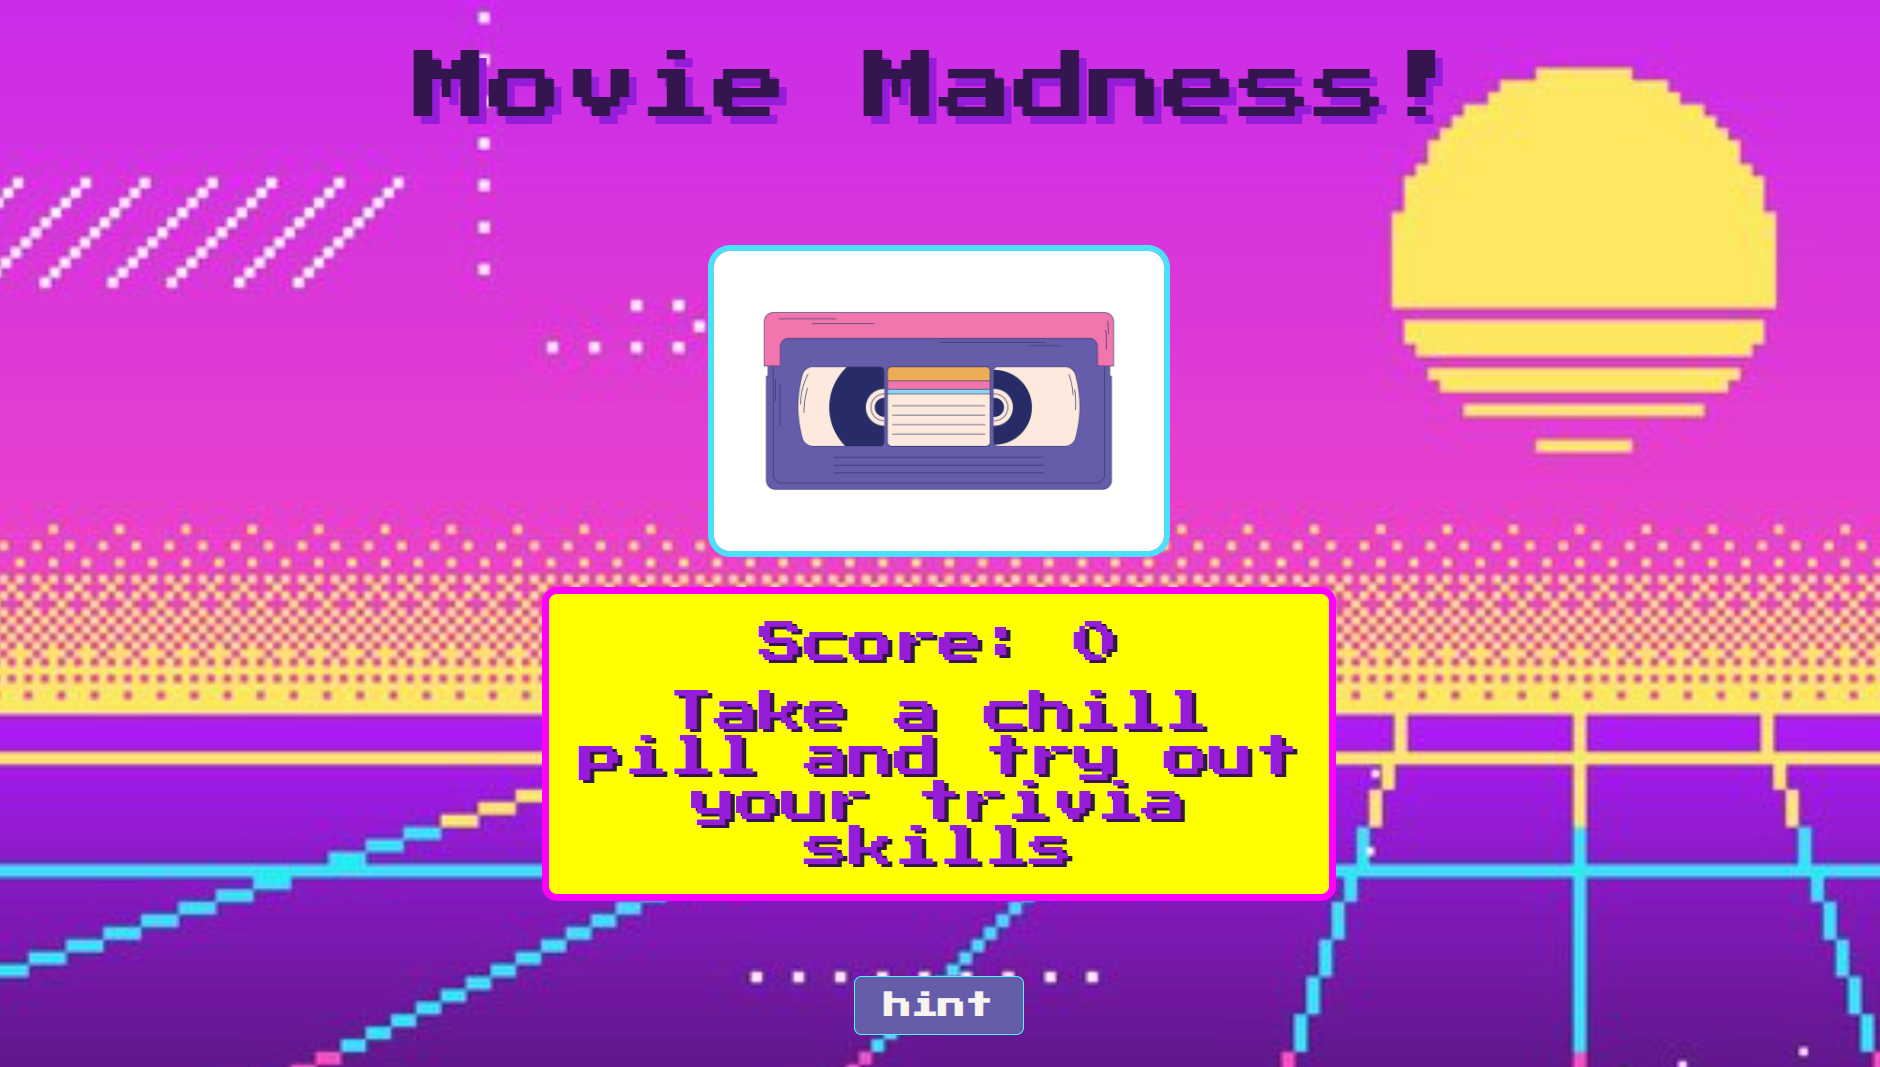 Movie Madness!
Score: 0
Take a chill
pill and try out
your trivia
skills
hint